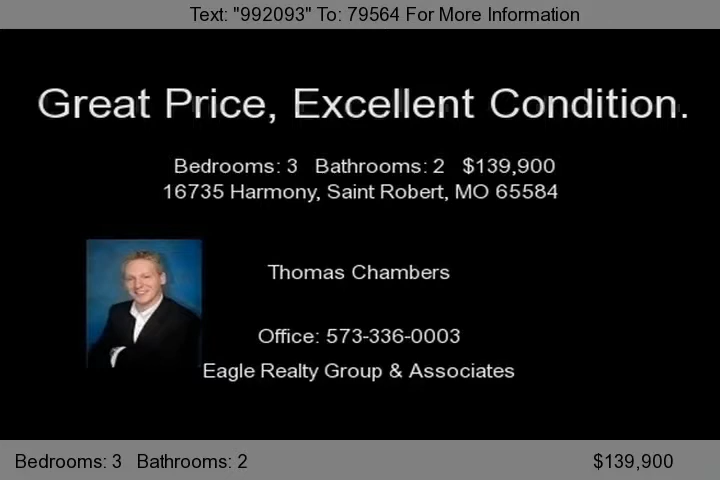 Text: "992093" To: 79564 For More Information
Great Price, Excellent Condition.
Bedrooms: 3 Bathrooms: 2 $139,900
16735 Harmony, Saint Robert, MO 65584
Thomas Chambers
Office: 573-336-0003
Eagle Realty Group & Associates
Bedrooms: 3 Bathrooms: 2 $139,900